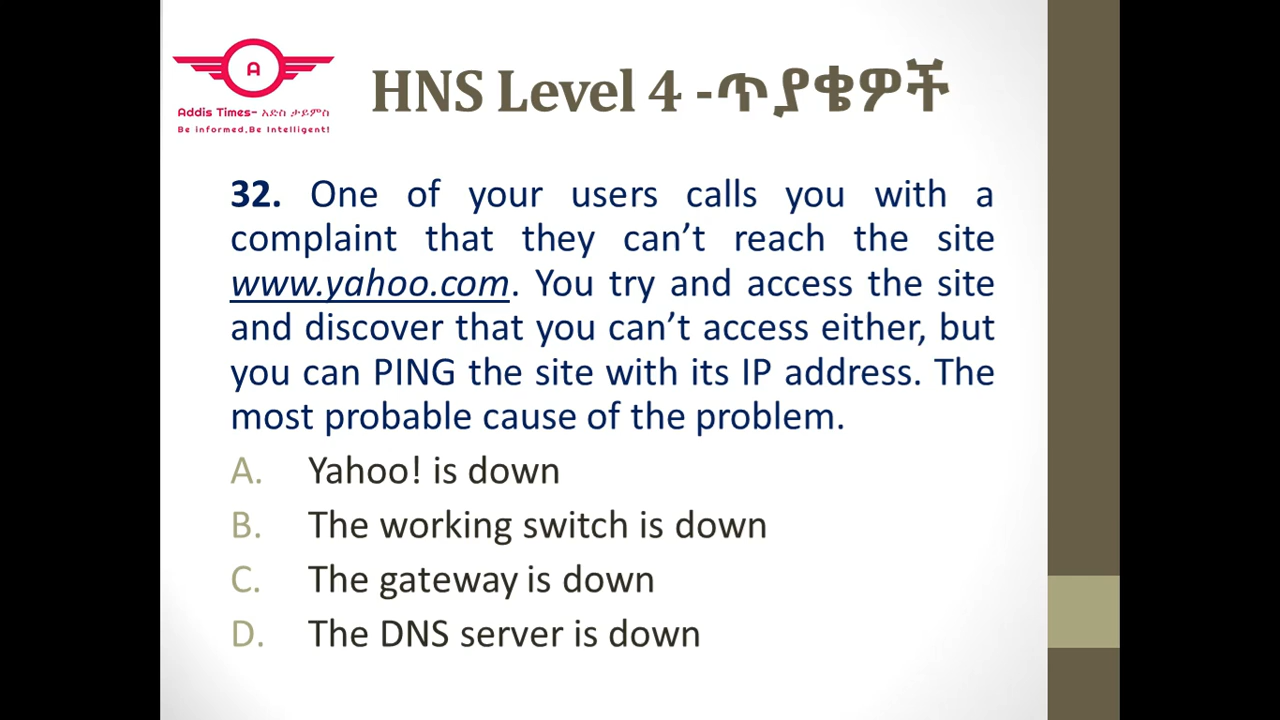 A
Addis Times- አድስ ታይምስ
Be informed,Be Intelligent!
HNS Level 4 -ጥያቄዎች
32. One of your users calls you with a
complaint that they can’t reach the site
www.yahoo.com. You try and access the site
and discover that you can’t access either, but
you can PING the site with its IP address. The
most probable cause of the problem.
A. Yahoo! is down
B. The working switch is down
C. The gateway is down
D. The DNS server is down